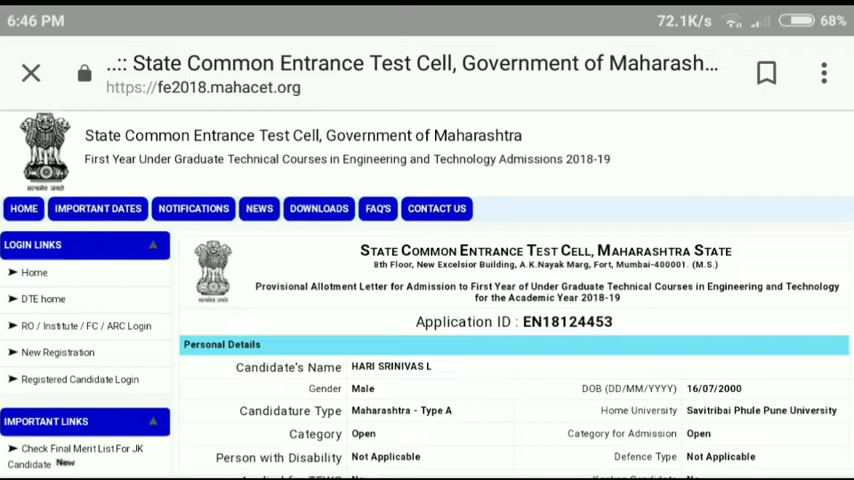 6:46 PM
72.1K/s
68%
..:: State Common Entrance Test Cell, Government of Maharash...
https://fe2018.mahacet.org
State Common Entrance Test Cell, Government of Maharashtra
First Year Under Graduate Technical Courses in Engineering and Technology Admissions 2018-19
सत्यमेव जयते
HOME
IMPORTANT DATES
NOTIFICATIONS
NEWS
DOWNLOADS
FAQ'S
CONTACT US
LOGIN LINKS
Home
DTE home
RO / Institute / FC / ARC Login
New Registration
Registered Candidate Login
IMPORTANT LINKS
Check Final Merit List For JK
Candidate New
STATE COMMON ENTRANCE TEST CELL, MAHARASHTRA STATE
8th Floor, New Excelsior Building, A.K.Nayak Marg, Fort, Mumbai-400001. (M.S.)
Provisional Allotment Letter for Admission to First Year of Under Graduate Technical Courses in Engineering and Technology
for the Academic Year 2018-19
Application ID : EN18124453
Personal Details
Candidate's Name HARI SRINIVAS L
Gender Male DOB (DD/MM/YYYY) 16/07/2000
Candidature Type Maharashtra - Type A Home University Savitribai Phule Pune University
Category Open Category for Admission Open
Person with Disability Not Applicable Defence Type Not Applicable